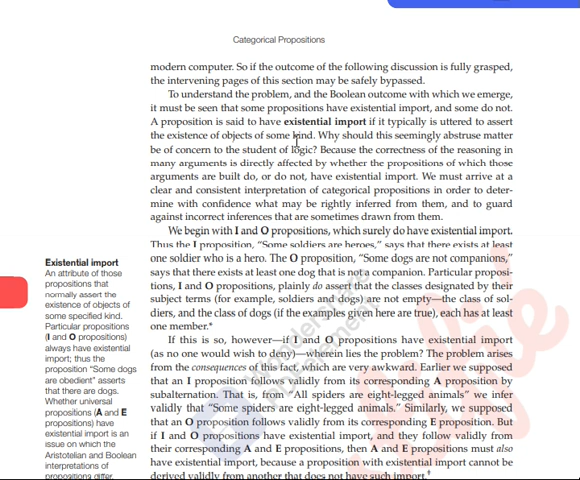 Categorical Propositions
modern computer. So if the outcome of the following discussion is fully grasped,
the intervening pages of this section may be safely bypassed.
To understand the problem, and the Boolean outcome with which we emerge,
it must be seen that some propositions have existential import, and some do not.
A proposition is said to have existential import if it typically is uttered to assert
the existence of objects of some kind. Why should this seemingly abstruse matter
be of concern to the student of logic? Because the correctness of the reasoning in
many arguments is directly affected by whether the propositions of which those
arguments are built do, or do not, have existential import. We must arrive at a
clear and consistent interpretation of categorical propositions in order to deter-
mine with confidence what may be rightly inferred from them, and to guard
against incorrect inferences that are sometimes drawn from them.
We begin with I and O propositions, which surely do have existential import.
Thus the I proposition, “Some soldiers are heroes,” says that there exists at least
one soldier who is a hero. The O proposition, “Some dogs are not companions,”
says that there exists at least one dog that is not a companion. Particular proposi-
tions, I and O propositions, plainly do assert that the classes designated by their
subject terms (for example, soldiers and dogs) are not empty—the class of sol-
diers, and the class of dogs (if the examples given here are true), each has at least
one member.*
If this is so, however—if I and O propositions have existential import
(as no one would wish to deny)—wherein lies the problem? The problem arises
from the consequences of this fact, which are very awkward. Earlier we supposed
that an I proposition follows validly from its corresponding A proposition by
subalternation. That is, from “All spiders are eight-legged animals” we infer
validly that “Some spiders are eight-legged animals.” Similarly, we supposed
that an O proposition follows validly from its corresponding E proposition. But
if I and O propositions have existential import, and they follow validly from
their corresponding A and E propositions, then A and E propositions must also
have existential import, because a proposition with existential import cannot be
derived validly from another that does not have such import.†
Existential import
An attribute of those
propositions that
normally assert the
existence of objects of
some specified kind.
Particular propositions
(I and O propositions)
always have existential
import; thus the
proposition “Some dogs
are obedient” asserts
that there are dogs.
Whether universal
propositions (A and E
propositions) have
existential import is an
issue on which the
Aristotelian and Boolean
interpretations of
propositions differ.
Wondershare
PDFelement